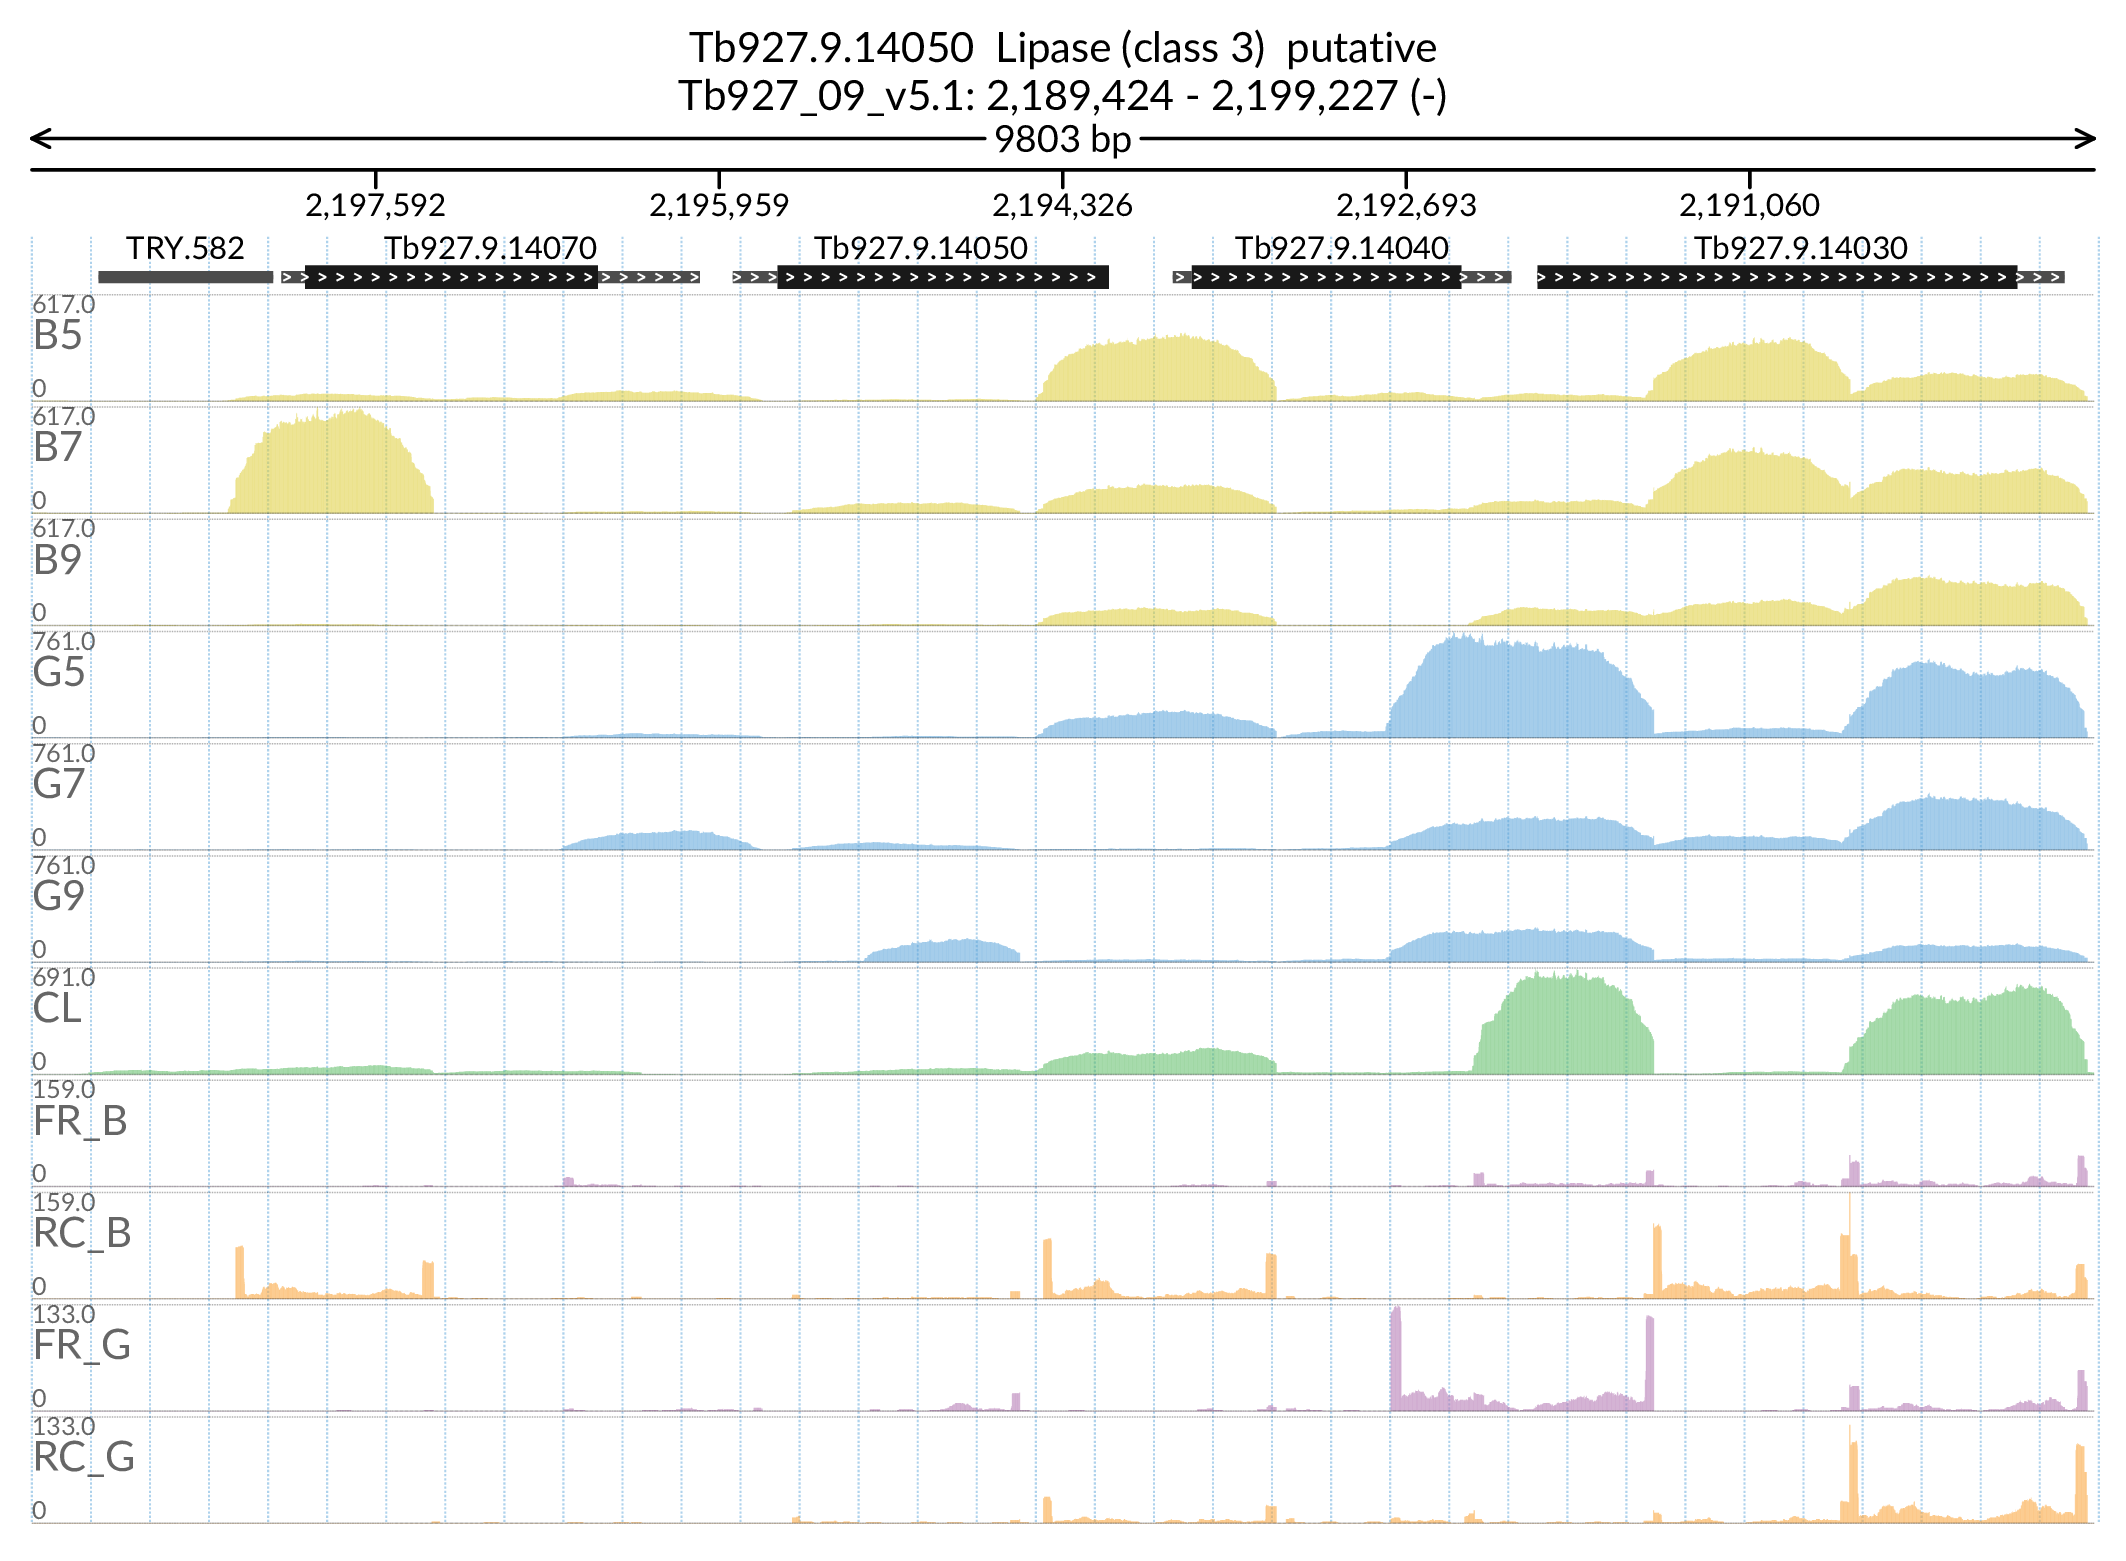 Tb927.9.14050 Lipase (class 3) putative
Tb927_09_v5.1: 2,189,424 - 2,199,227 (-)
9803 bp
2,197,592 2,195,959 2,194,326 2,192,693 2,191,060
TRY.582 Tb927.9.14070 Tb927.9.14050 Tb927.9.14040 Tb927.9.14030
617.0
B5
0
617.0
B7
0
617.0
B9
0
761.0
G5
0
761.0
G7
0
761.0
G9
0
691.0
CL
0
159.0
FR_B
0
159.0
RC_B
0
133.0
FR_G
0
133.0
RC_G
0